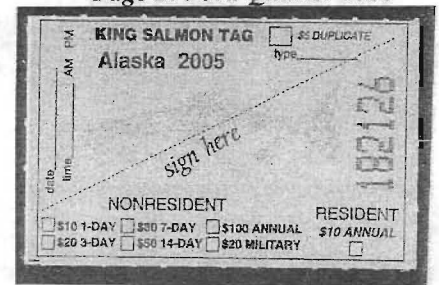 KING SALMON TAG
$5 DUPLICATE
Alaska 2005
type
AM PM
date
time
sign here
182126
NONRESIDENT
RESIDENT
$10 1-DAY $30 7-DAY $100 ANNUAL
$10 ANNUAL
$20 3-DAY $50 14-DAY $20 MILITARY